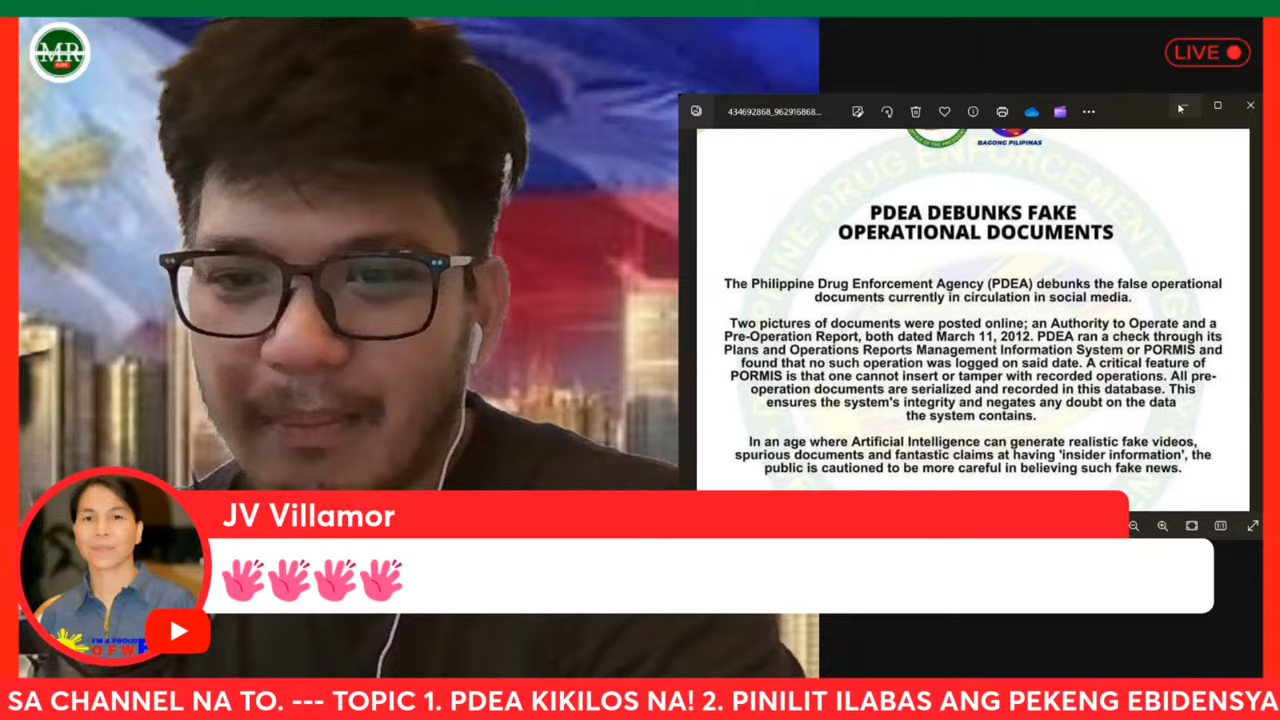 MR
LIVE
434692868_962916868...
BAGONG PILIPINAS
PDEA DEBUNKS FAKE
OPERATIONAL DOCUMENTS
The Philippine Drug Enforcement Agency (PDEA) debunks the false operational
documents currently in circulation in social media.
Two pictures of documents were posted online; an Authority to Operate and a
Pre-Operation Report, both dated March 11, 2012. PDEA ran a check through its
Plans and Operations Reports Management Information System or PORMIS and
found that no such operation was logged on said date. A critical feature of
PORMIS is that one cannot insert or tamper with recorded operations. All pre-
operation documents are serialized and recorded in this database. This
ensures the system's integrity and negates any doubt on the data
the system contains.
In an age where Artificial Intelligence can generate realistic fake videos,
spurious documents and fantastic claims at having 'insider information', the
public is cautioned to be more careful in believing such fake news.
JV Villamor
I'M A PROUD
OFW
SA CHANNEL NA TO. --- TOPIC 1. PDEA KIKILOS NA! 2. PINILIT ILABAS ANG PEKENG EBIDENSYA